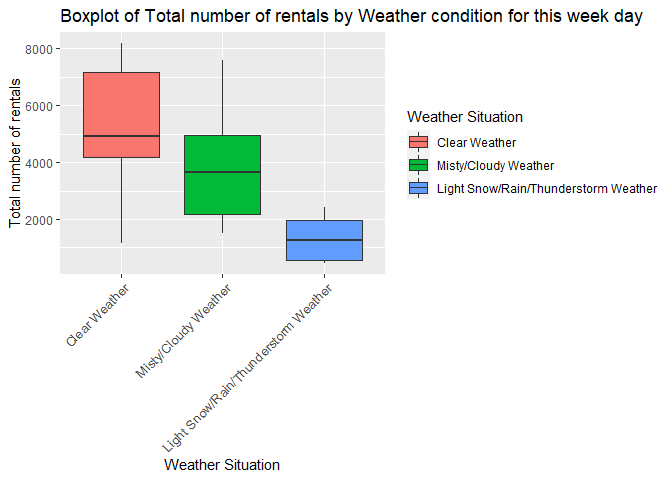 Boxplot of Total number of rentals by Weather condition for this week day
Total number of rentals
8000
6000
4000
2000
Clear Weather
Misty/Cloudy Weather
Light Snow/Rain/Thunderstorm Weather
Weather Situation
Weather Situation
Clear Weather
Misty/Cloudy Weather
Light Snow/Rain/Thunderstorm Weather